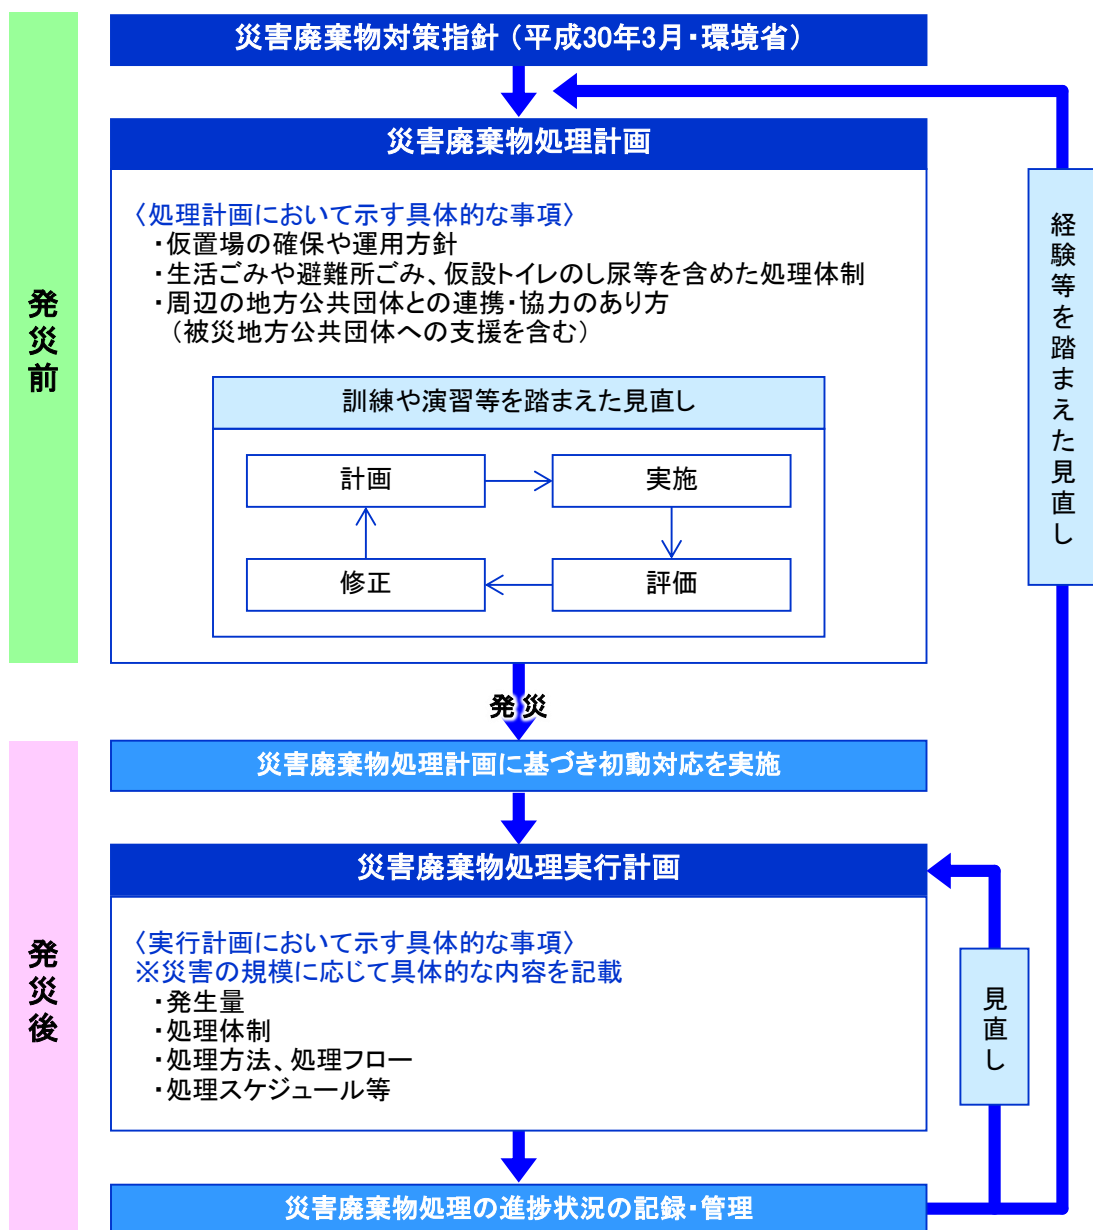 災害廃棄物対策指針（平成30年3月・環境省）
発災前
災害廃棄物処理計画
〈処理計画において示す具体的な事項〉
・仮置場の確保や運用方針
・生活ごみや避難所ごみ、仮設トイレのし尿等を含めた処理体制
・周辺の地方公共団体との連携・協力のあり方
（被災地方公共団体への支援を含む）
訓練や演習等を踏まえた見直し
計画
実施
修正
評価
経験等を踏まえた見直し
発災
発災後
災害廃棄物処理計画に基づき初動対応を実施
災害廃棄物処理実行計画
〈実行計画において示す具体的な事項〉
※災害の規模に応じて具体的な内容を記載
・発生量
・処理体制
・処理方法、処理フロー
・処理スケジュール等
見直し
災害廃棄物処理の進捗状況の記録・管理